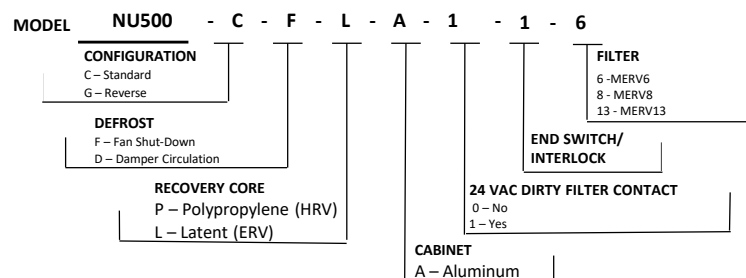 MODEL NU500 - C - F - L - A - 1 - 1 - 6
CONFIGURATION
C – Standard
G – Reverse
FILTER
6 -MERV6
8 - MERV8
13 - MERV13
DEFROST
F – Fan Shut-Down
D – Damper Circulation
END SWITCH/
INTERLOCK
RECOVERY CORE
P – Polypropylene (HRV)
L – Latent (ERV)
24 VAC DIRTY FILTER CONTACT
0 – No
1 – Yes
CABINET
A – Aluminum